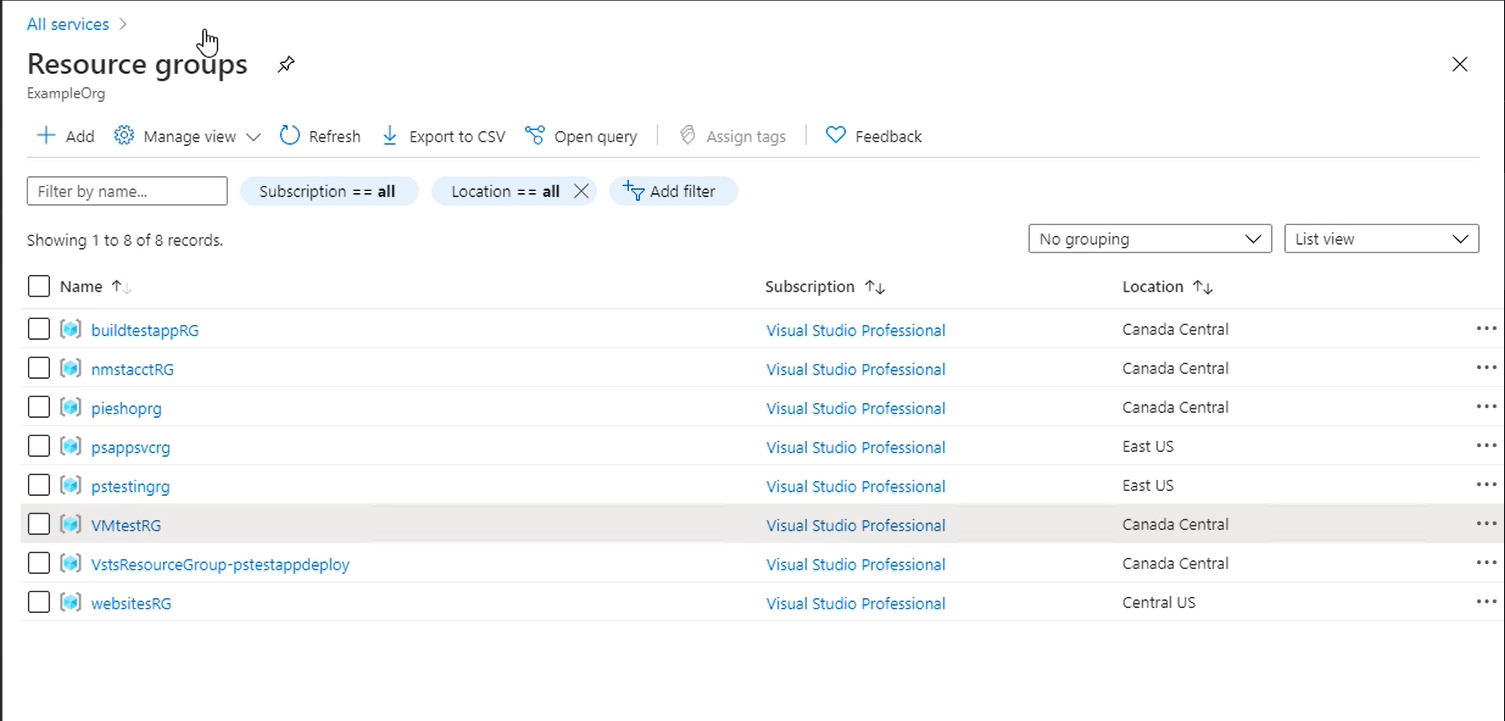 All services >
Resource groups
ExampleOrg
Add Manage view Refresh Export to CSV Open query Assign tags Feedback
Filter by name... Subscription == all Location == all Add filter
Showing 1 to 8 of 8 records. No grouping List view
Name Subscription Location
buildtestappRG Visual Studio Professional Canada Central
nmstacctRG Visual Studio Professional Canada Central
pieshoprg Visual Studio Professional Canada Central
psappsvcrg Visual Studio Professional East US
pstestingrg Visual Studio Professional East US
VMtestRG Visual Studio Professional Canada Central
VstsResourceGroup-pstestappdeploy Visual Studio Professional Canada Central
websitesRG Visual Studio Professional Central US